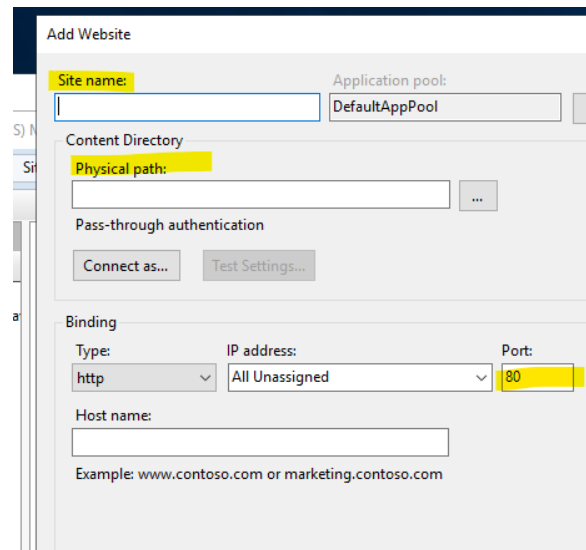 Add Website
Site name:
Application pool:
DefaultAppPool
S) N
Content Directory
Sit
Physical path:
...
Pass-through authentication
Connect as...
Test Settings...
Binding
Type:
IP address:
Port:
http
All Unassigned
80
Host name:
Example: www.contoso.com or marketing.contoso.com